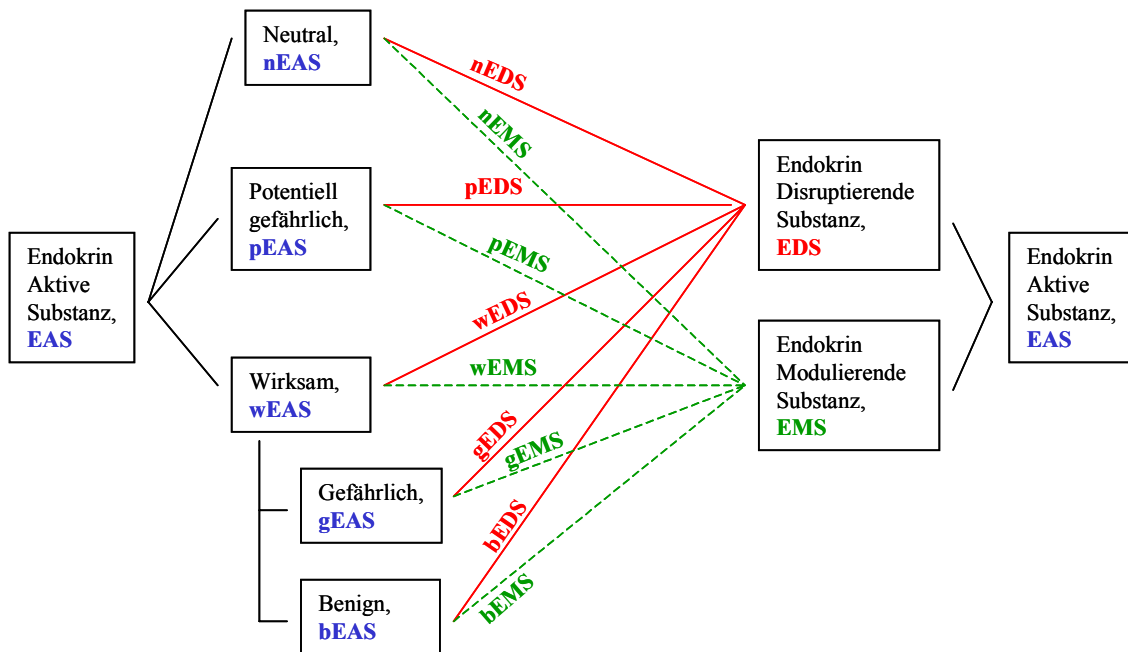 Neutral,
nEAS
Potentiell
gefährlich,
pEAS
Endokrin
Aktive
Substanz,
EAS
Wirksam,
wEAS
Gefährlich,
gEAS
Benign,
bEAS
nEDS
nEMS
pEDS
pEMS
wEDS
wEMS
gEDS
gEMS
bEDS
bEMS
Endokrin
Disruptierende
Substanz,
EDS
Endokrin
Modulierende
Substanz,
EMS
Endokrin
Aktive
Substanz,
EAS